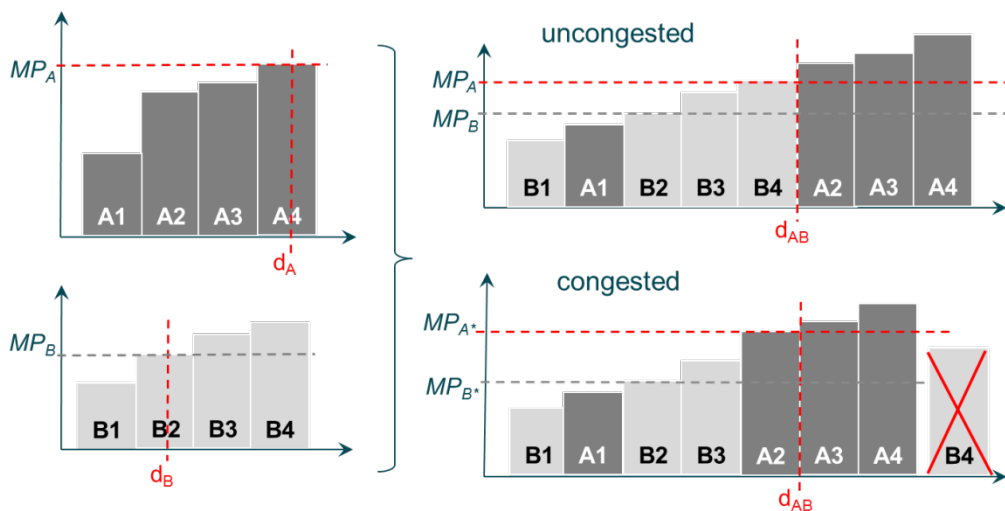 MP_A
A1 A2 A3 A4
d_A
MP_B
B1 B2 B3 B4
d_B
uncongested
MP_A
MP_B
B1 A1 B2 B3 B4 A2 A3 A4
d_AB
congested
MP_A*
MP_B*
B1 A1 B2 B3 A2 A3 A4 B4
d_AB